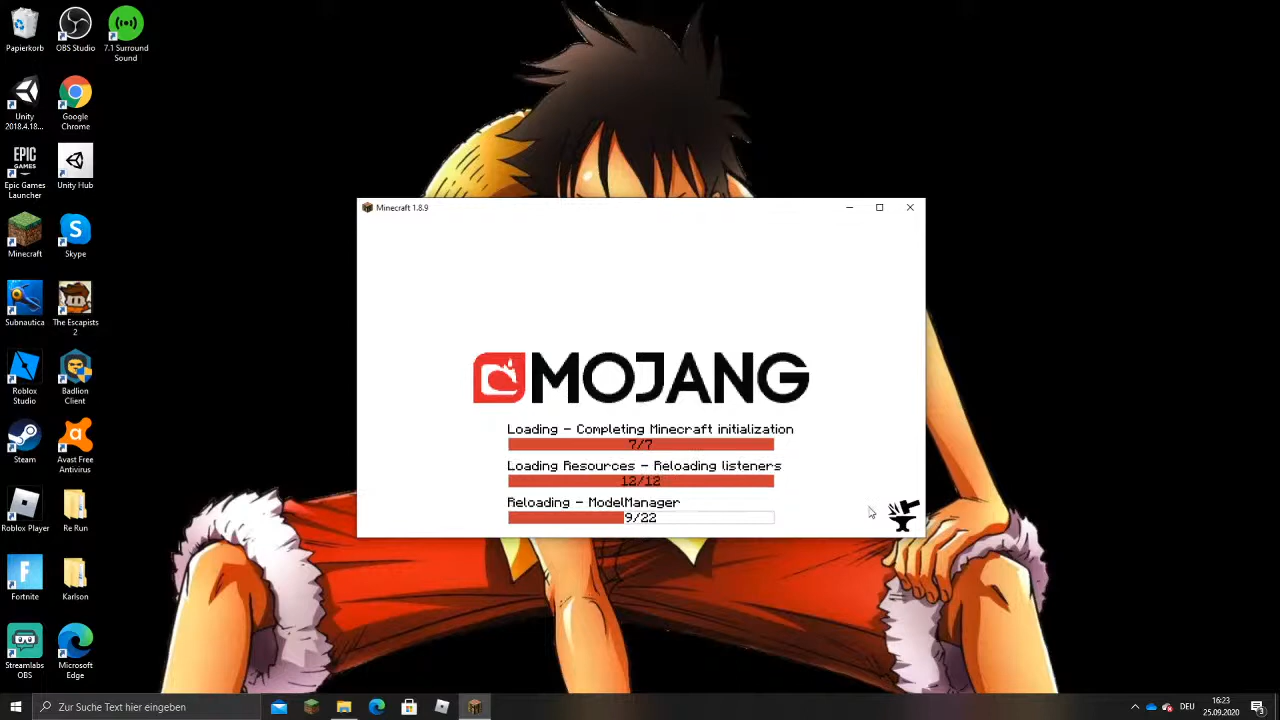 Papierkorb
OBS Studio
7.1 Surround
Sound
Unity
2018.4.18...
Google
Chrome
EPIC
GAMES
Epic Games
Launcher
Unity Hub
Minecraft
Skype
Subnautica
The Escapists
2
Roblox
Studio
Badlion
Client
Steam
Avast Free
Antivirus
Roblox Player
Re Run
Fortnite
Karlson
Streamlabs
OBS
Microsoft
Edge
Minecraft 1.8.9
MOJANG
Loading - Completing Minecraft initialization
7/7
Loading Resources - Reloading listeners
12/12
Reloading - ModelManager
9/22
Zur Suche Text hier eingeben
DEU
16:23
25.09.2020